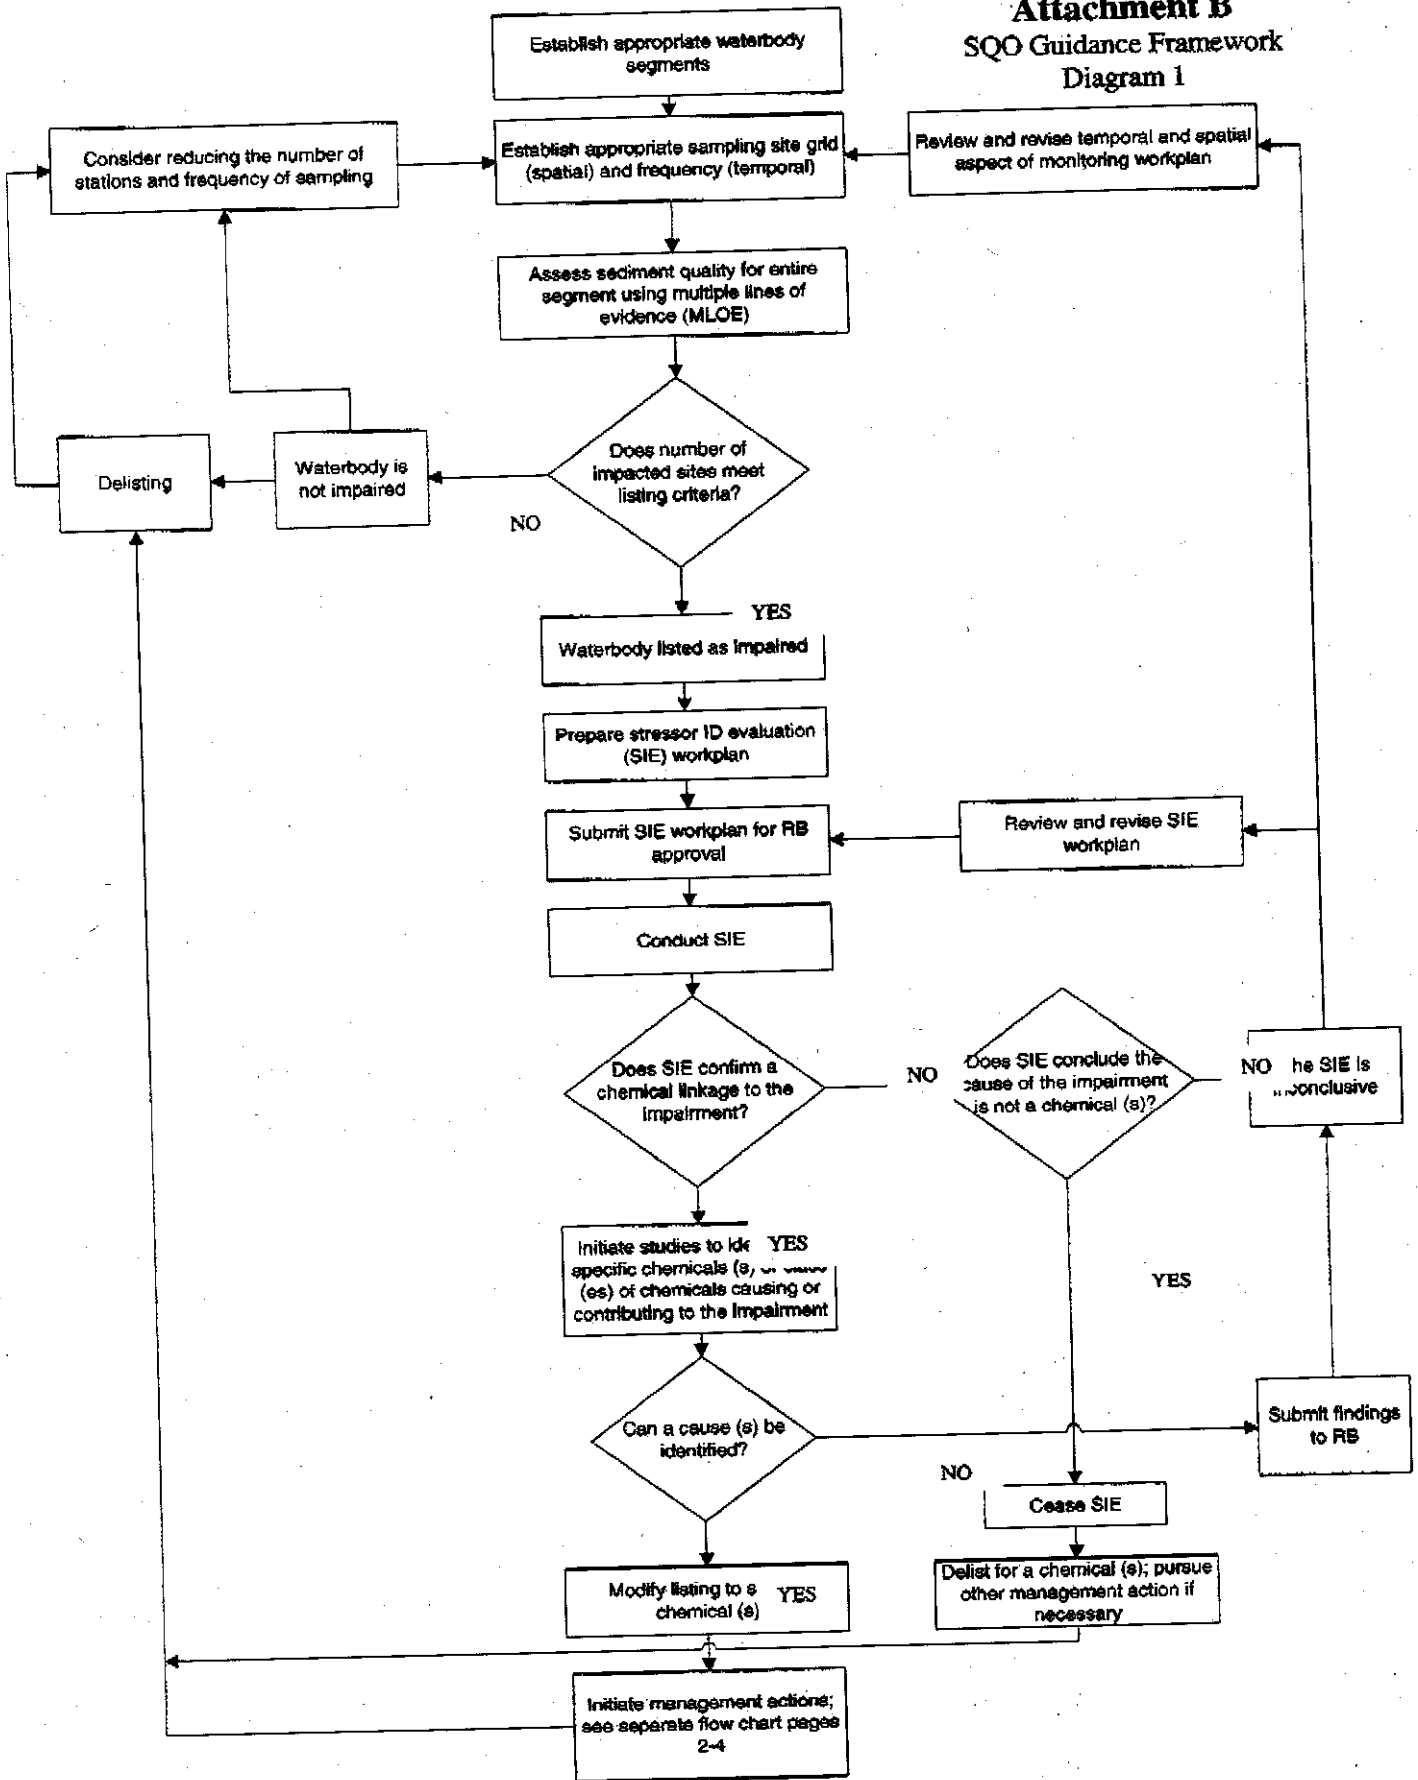 Attachment B
SQO Guidance Framework
Diagram 1
Establish appropriate waterbody
segments
Consider reducing the number of
stations and frequency of sampling
Establish appropriate sampling site grid
(spatial) and frequency (temporal)
Review and revise temporal and spatial
aspect of monitoring workplan
Assess sediment quality for entire
segment using multiple lines of
evidence (MLOE)
Does number of
impacted sites meet
listing criteria?
Delisting
Waterbody is
not impaired
NO
YES
Waterbody listed as impaired
Prepare stressor ID evaluation
(SIE) workplan
Submit SIE workplan for RB
approval
Review and revise SIE
workplan
Conduct SIE
Does SIE confirm a
chemical linkage to the
impairment?
NO
Does SIE conclude the
cause of the impairment
is not a chemical (s)?
NO
he SIE is
inconclusive
Initiate studies to ide
YES
specific chemicals (s,
(es) of chemicals causing or
contributing to the impairment
YES
Can a cause (s) be
identified?
Submit findings
to RB
NO
Cease SIE
Modify listing to s
chemical (s)
YES
Delist for a chemical (s); pursue
other management action if
necessary
Initiate management actions;
see separate flow chart pages
2-4